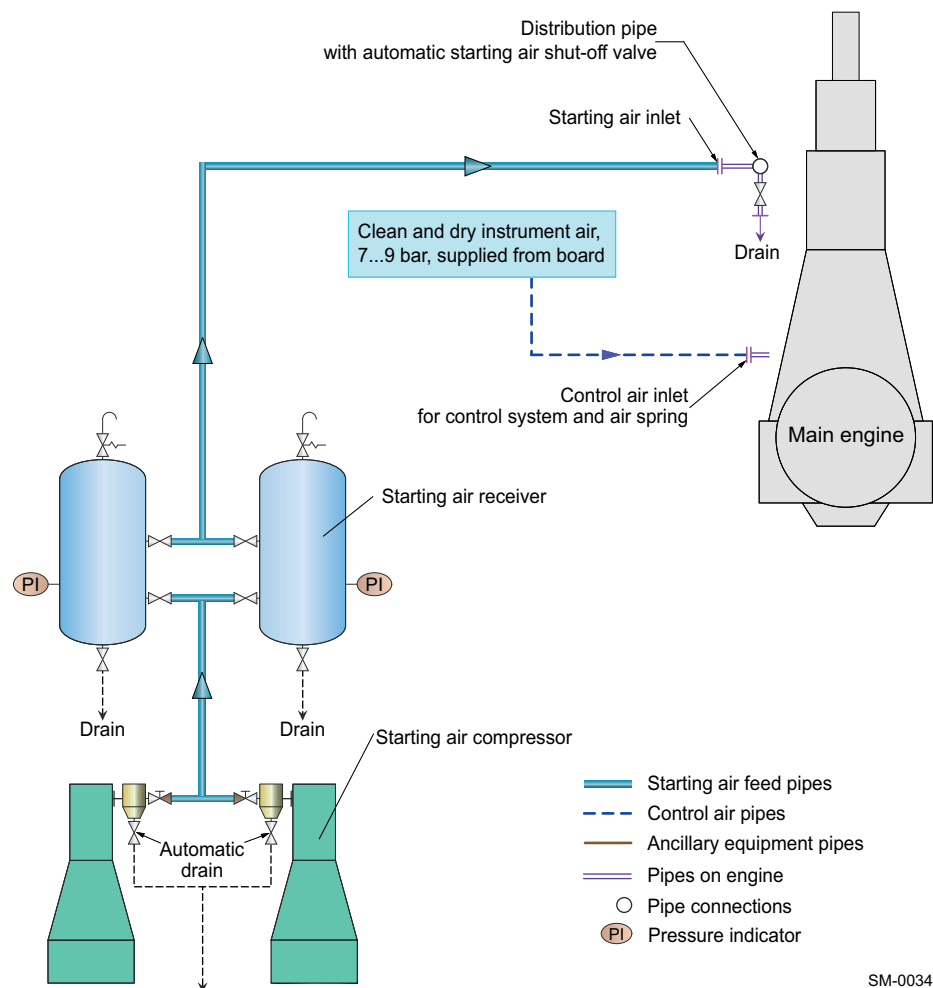 Distribution pipe
with automatic starting air shut-off valve
Starting air inlet
Clean and dry instrument air,
7...9 bar, supplied from board
Drain
Control air inlet
for control system and air spring
Main engine
Starting air receiver
PI
PI
Drain
Drain
Starting air compressor
Automatic
drain
Starting air feed pipes
Control air pipes
Ancillary equipment pipes
Pipes on engine
Pipe connections
PI
Pressure indicator
SM-0034